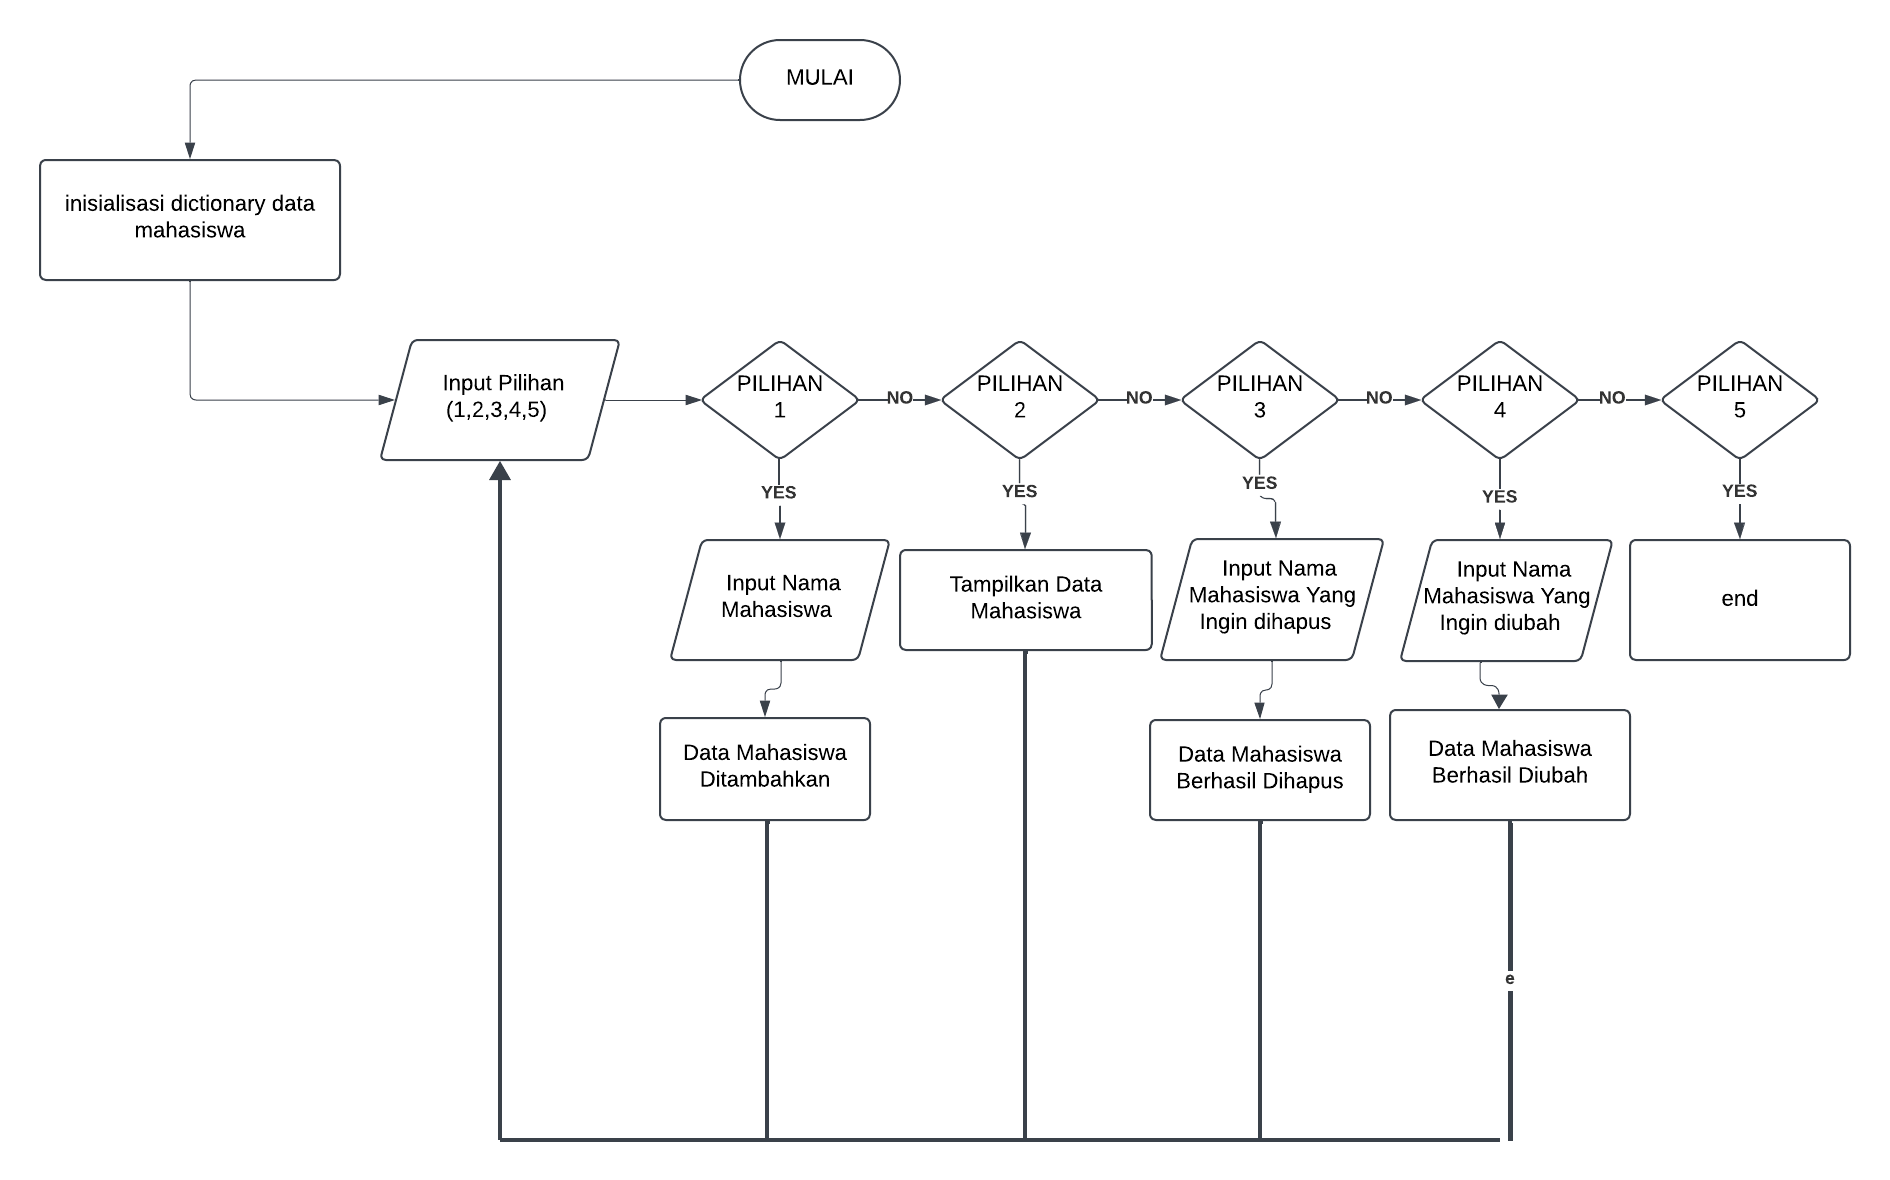 MULAI
inisialisasi dictionary data
mahasiswa
Input Pilihan
(1,2,3,4,5)
PILIHAN
1
NO
PILIHAN
2
NO
PILIHAN
3
NO
PILIHAN
4
NO
PILIHAN
5
YES
YES
YES
YES
YES
Input Nama
Mahasiswa
Tampilkan Data
Mahasiswa
Input Nama
Mahasiswa Yang
Ingin dihapus
Input Nama
Mahasiswa Yang
Ingin diubah
end
Data Mahasiswa
Ditambahkan
Data Mahasiswa
Berhasil Dihapus
Data Mahasiswa
Berhasil Diubah
e